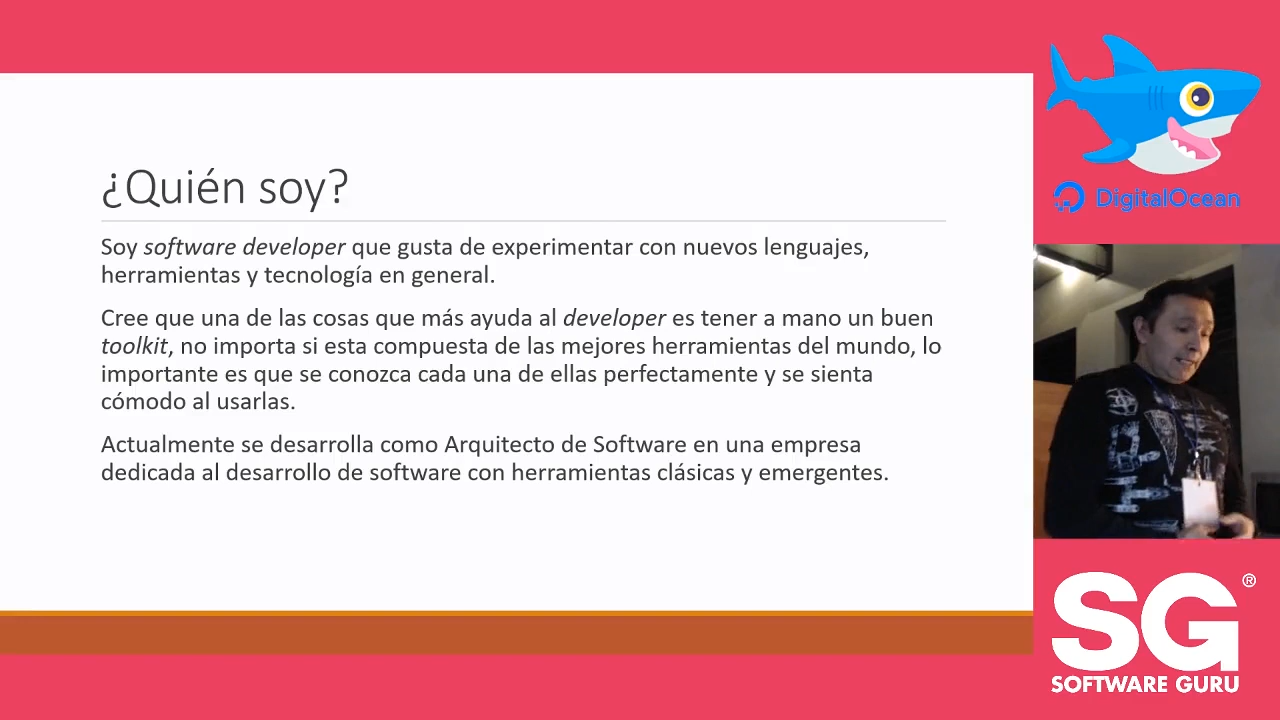 ¿Quién soy?
Soy software developer que gusta de experimentar con nuevos lenguajes,
herramientas y tecnología en general.
Cree que una de las cosas que más ayuda al developer es tener a mano un buen
toolkit, no importa si esta compuesta de las mejores herramientas del mundo, lo
importante es que se conozca cada una de ellas perfectamente y se sienta
cómodo al usarlas.
Actualmente se desarrolla como Arquitecto de Software en una empresa
dedicada al desarrollo de software con herramientas clásicas y emergentes.
DigitalOcean
SG®
SOFTWARE GURU